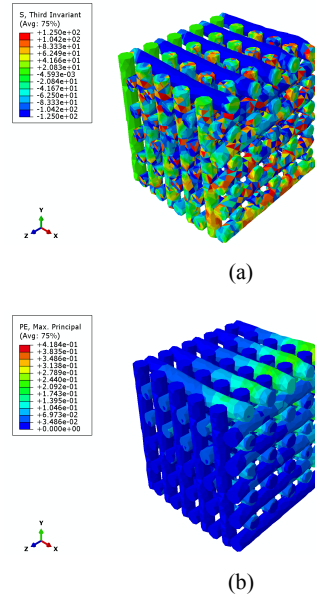 S, Third Invariant
(Avg: 75%)
+1.250e+02
+1.042e+02
+8.333e+01
+6.249e+01
+4.166e+01
+2.083e+01
-4.593e-03
-2.084e+01
-4.167e+01
-6.250e+01
-8.333e+01
-1.042e+02
-1.250e+02
Y
Z X
(a)
PE, Max. Principal
(Avg: 75%)
+4.184e-01
+3.835e-01
+3.486e-01
+3.138e-01
+2.789e-01
+2.440e-01
+2.092e-01
+1.743e-01
+1.395e-01
+1.046e-01
+6.973e-02
+3.486e-02
+0.000e+00
Y
Z X
(b)